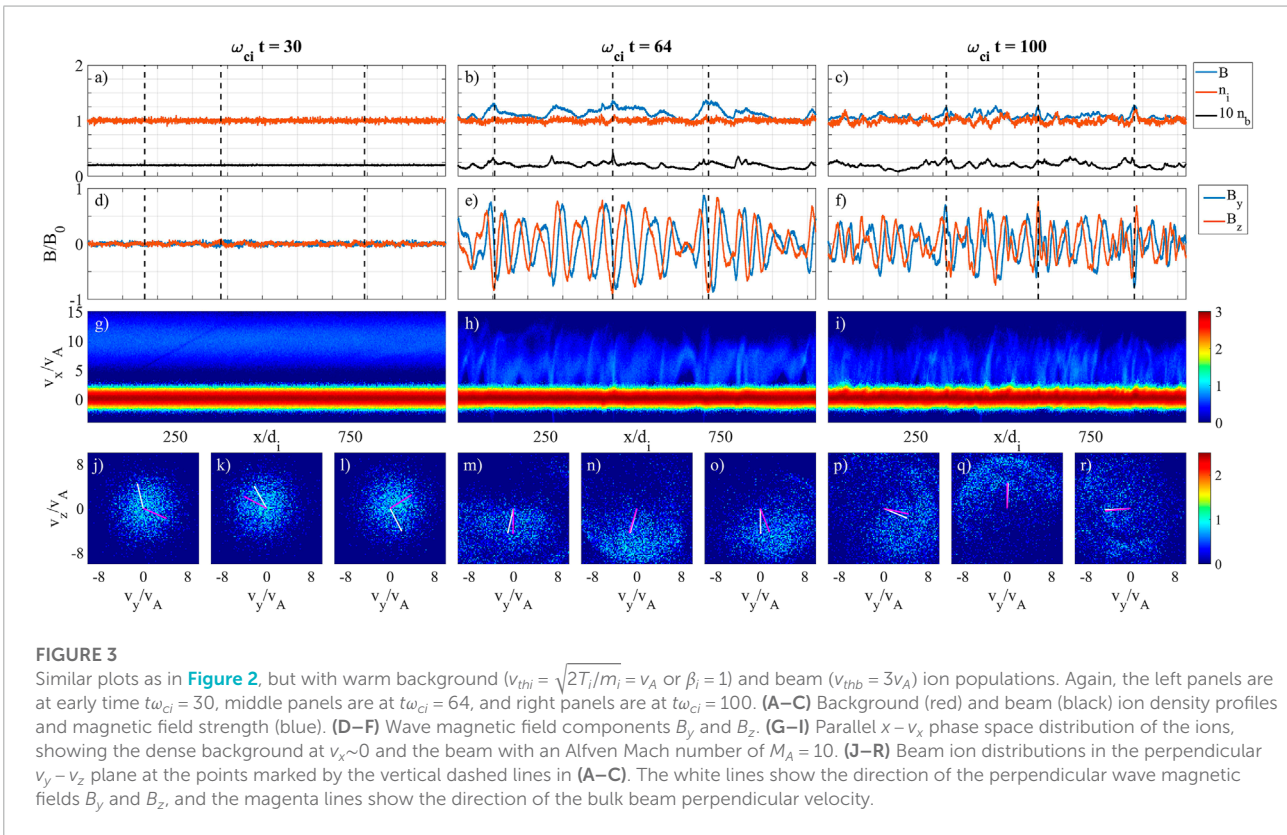 ω_ci t = 30 ω_ci t = 64 ω_ci t = 100
2
1
0
a) b) c)
B
n_i
10 n_b
B/B_0
1
0
-1
d) e) f)
B_y
B_z
v_x/v_A
15
10
5
0
g) h) i)
3
2
1
0
250 x/d_i 750 250 x/d_i 750 250 x/d_i 750
v_z/v_A
8
0
-8
j) k) l) m) n) o) p) q) r)
2
1
0
-8 0 8 -8 0 8 -8 0 8 -8 0 8 -8 0 8 -8 0 8 -8 0 8 -8 0 8 -8 0 8
v_y/v_A v_y/v_A v_y/v_A v_y/v_A v_y/v_A v_y/v_A v_y/v_A v_y/v_A v_y/v_A
FIGURE 3
Similar plots as in Figure 2, but with warm background (v_thi = √2T_i/m_i = v_A or β_i = 1) and beam (v_thb = 3v_A) ion populations. Again, the left panels are
at early time tω_ci = 30, middle panels are at tω_ci = 64, and right panels are at tω_ci = 100. (A–C) Background (red) and beam (black) ion density Profiles
and magnetic field strength (blue). (D–F) Wave magnetic field components B_y and B_z. (G–I) Parallel x − v_x phase space distribution of the ions,
showing the dense background at v_x~0 and the beam with an Alfven Mach number of M_A = 10. (J–R) Beam ion distributions in the perpendicular
v_y − v_z plane at the points marked by the vertical dashed lines in (A–C). The white lines show the direction of the perpendicular wave magnetic
fields B_y and B_z, and the magenta lines show the direction of the bulk beam perpendicular velocity.